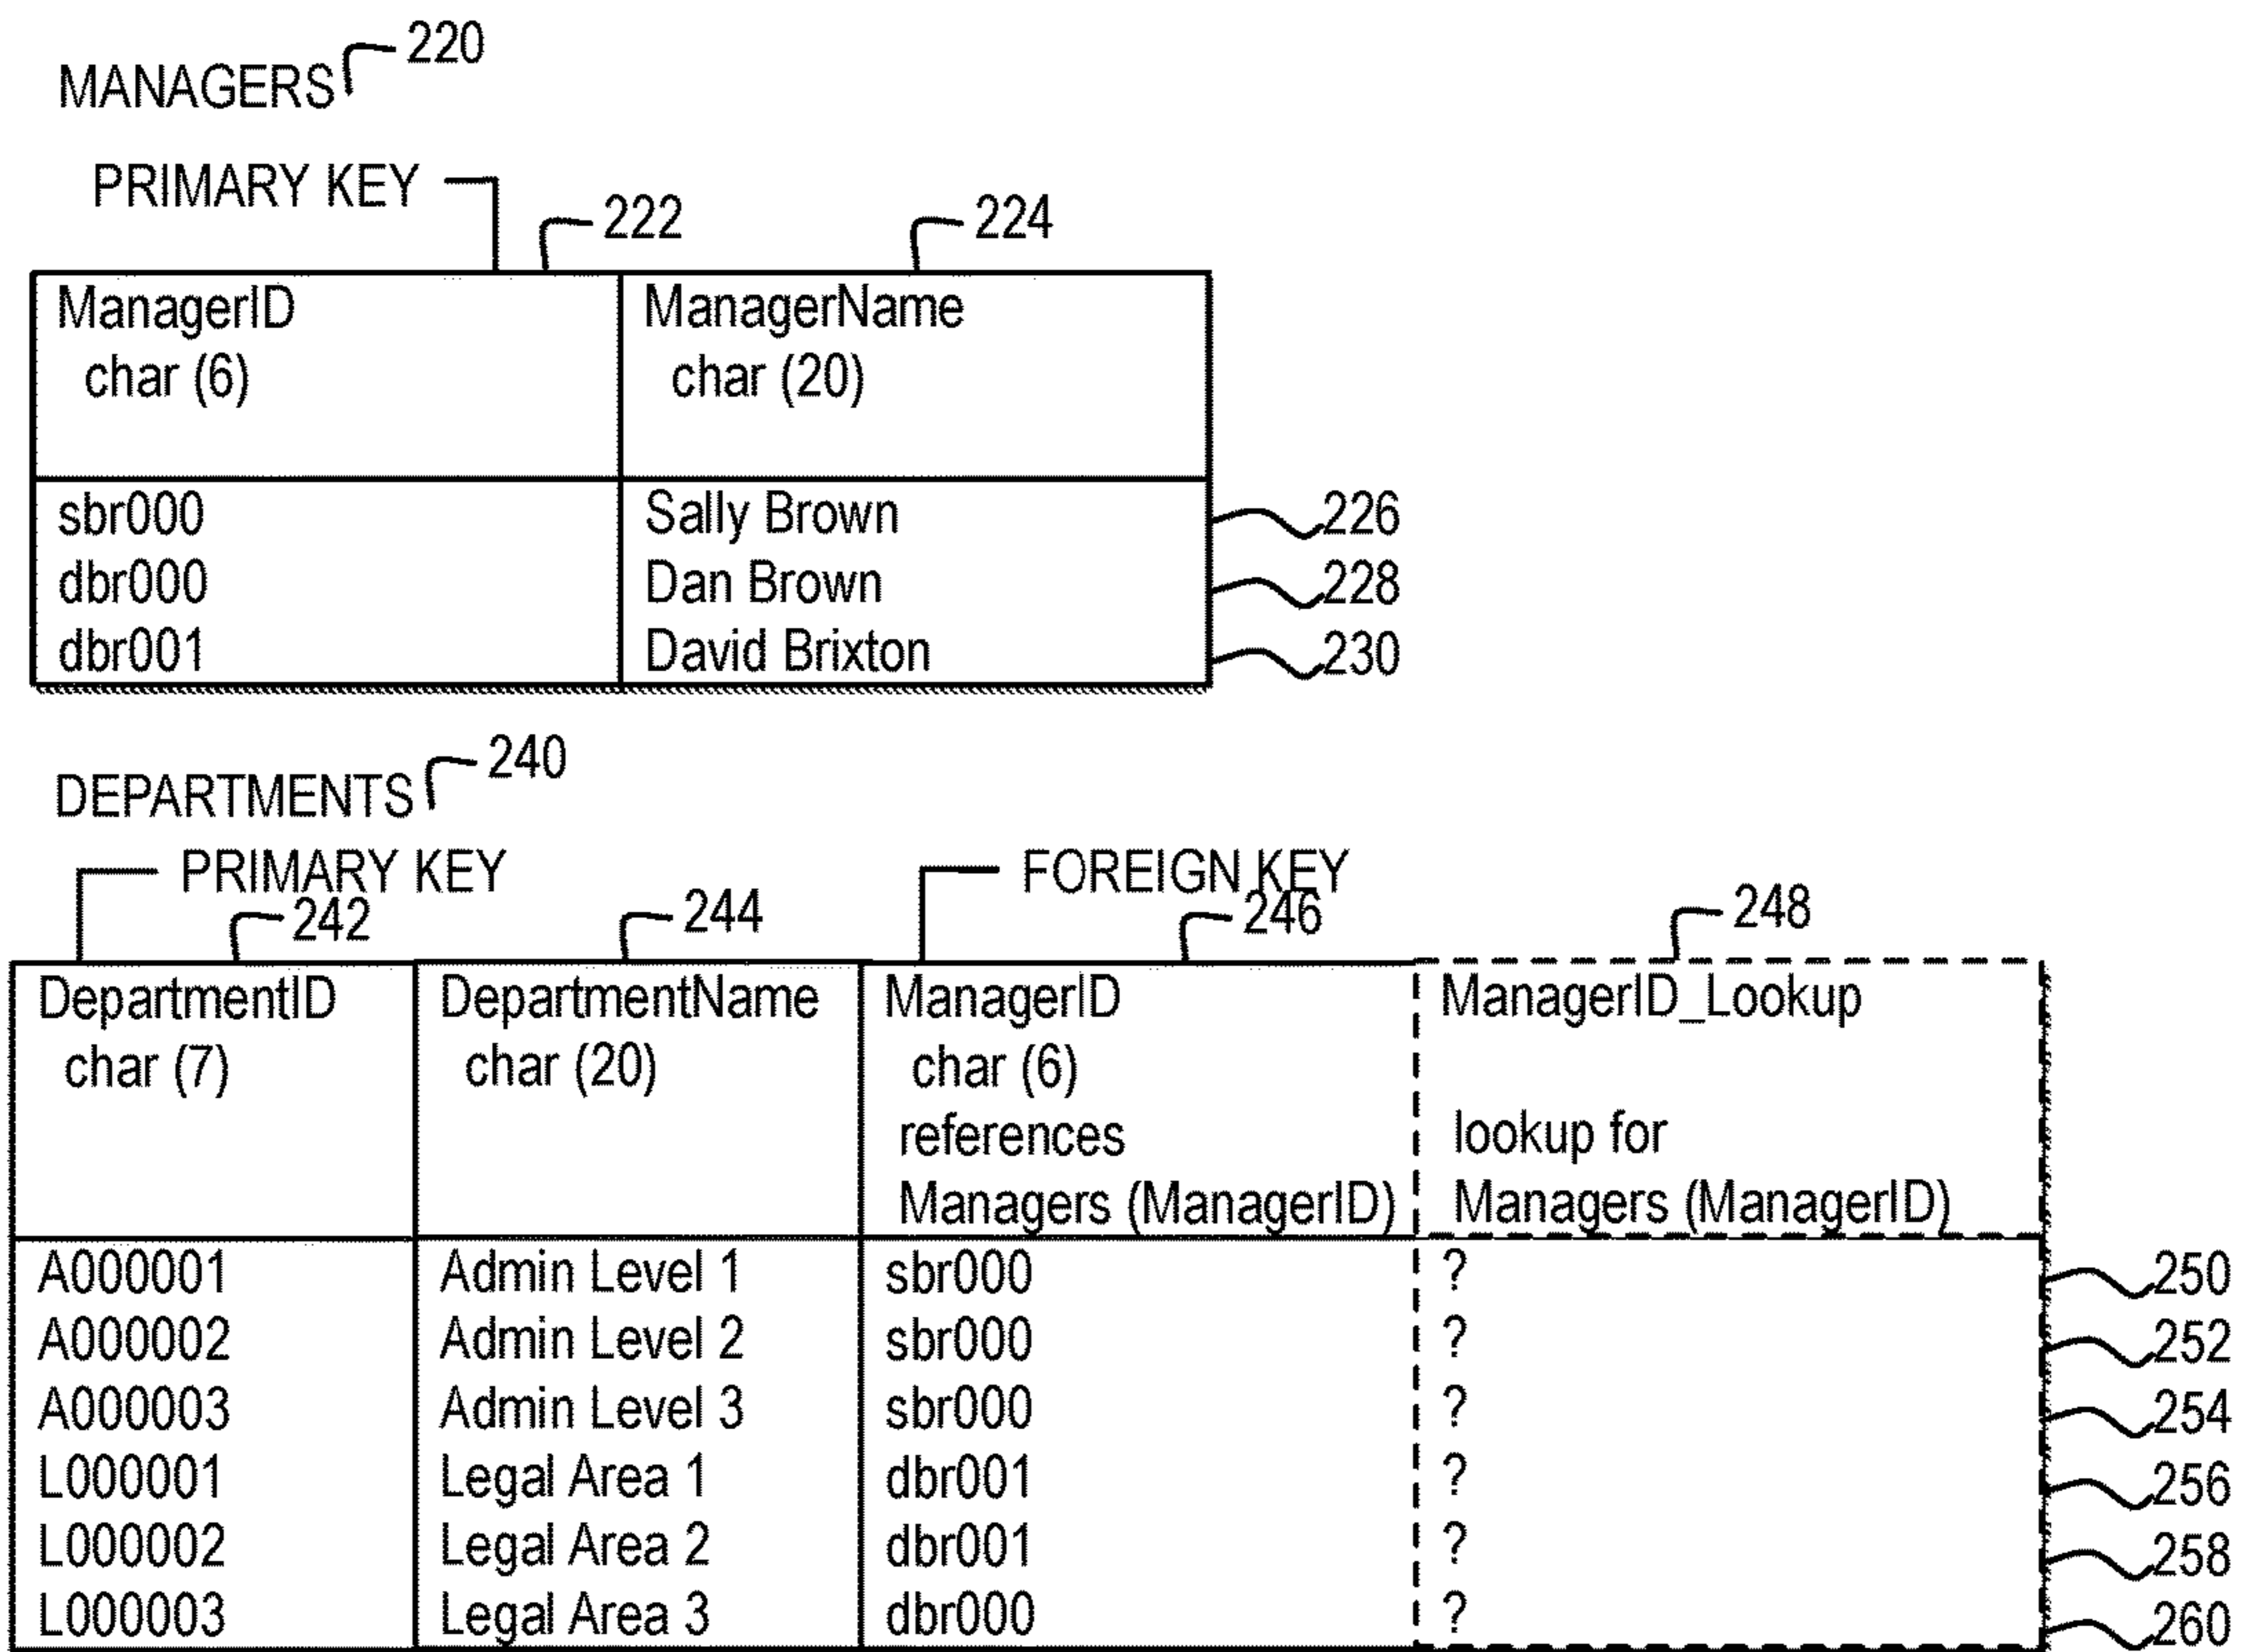 MANAGERS 220
PRIMARY KEY
222 224
ManagerID ManagerName
char (6) char (20)
sbr000 Sally Brown 226
dbr000 Dan Brown 228
dbr001 David Brixton 230
DEPARTMENTS 240
PRIMARY KEY FOREIGN KEY
242 244 246 248
DepartmentID DepartmentName ManagerID ManagerID_Lookup
char (7) char (20) char (6)
references lookup for
Managers (ManagerID) Managers (ManagerID)
A000001 Admin Level 1 sbr000 ? 250
A000002 Admin Level 2 sbr000 ? 252
A000003 Admin Level 3 sbr000 ? 254
L000001 Legal Area 1 dbr001 ? 256
L000002 Legal Area 2 dbr001 ? 258
L000003 Legal Area 3 dbr000 ? 260